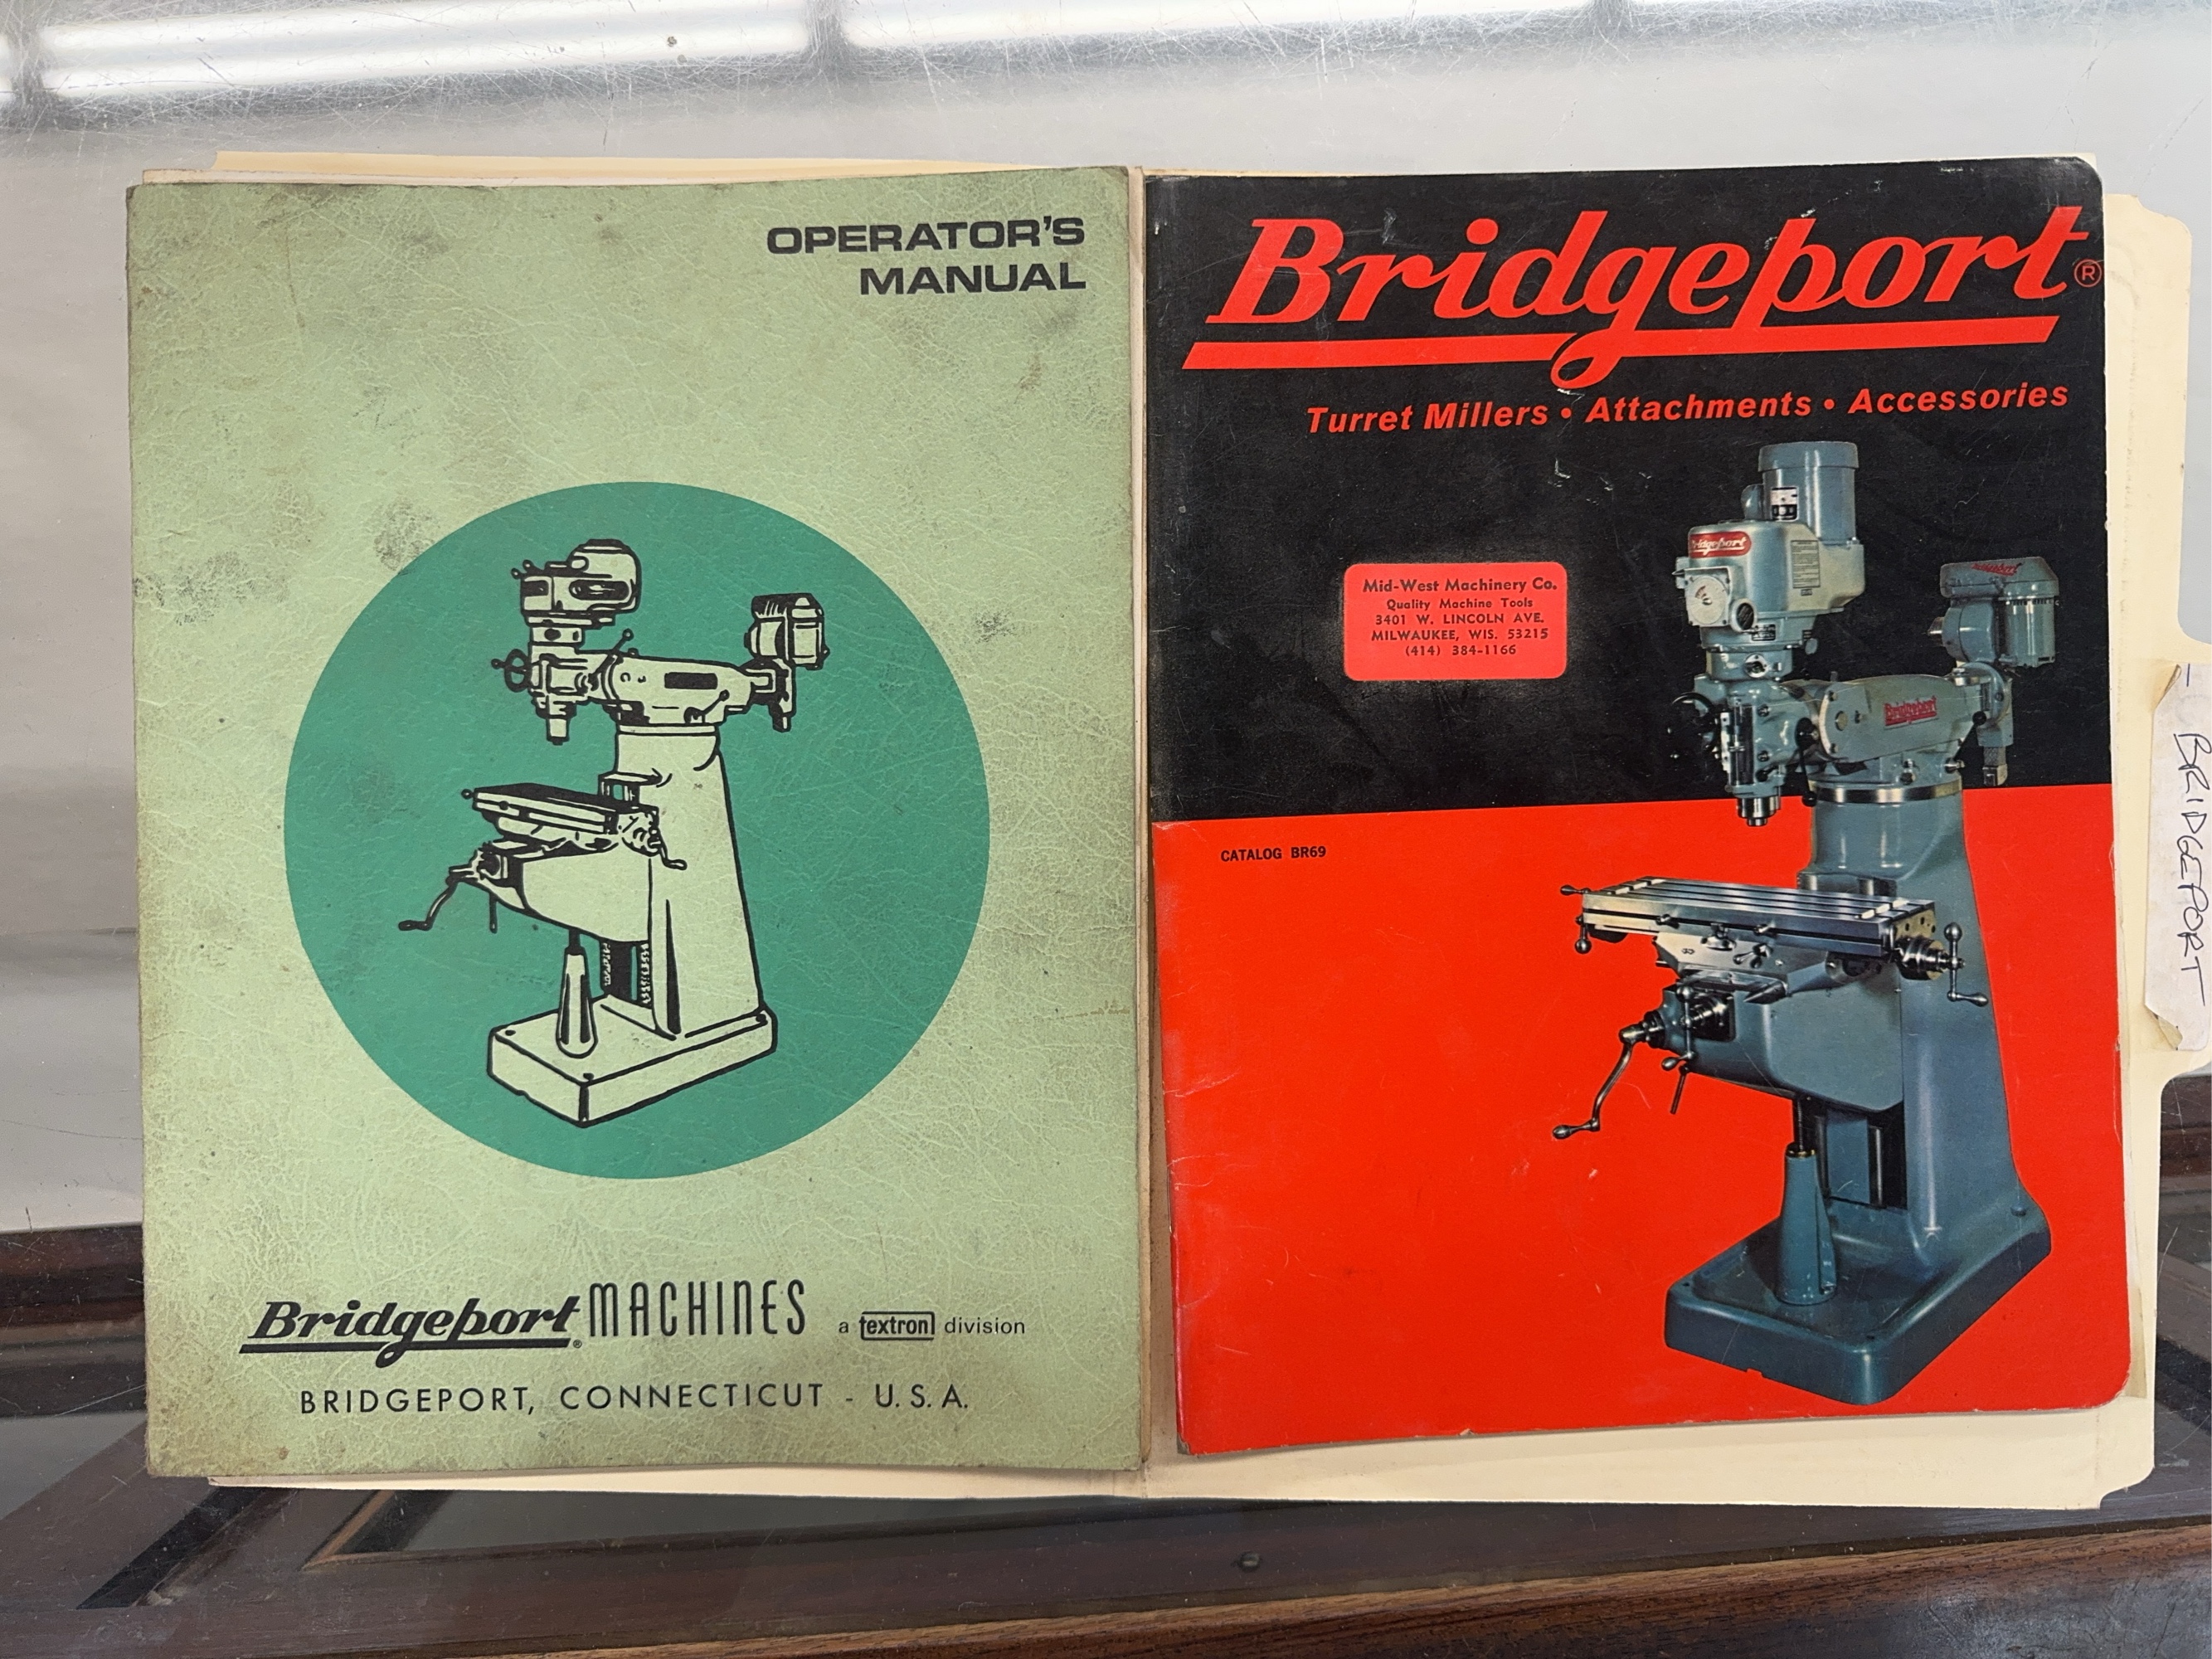 OPERATOR'S
MANUAL
Bridgeport® MACHINES a textron division
BRIDGEPORT, CONNECTICUT - U.S.A.
Bridgeport®
Turret Millers • Attachments • Accessories
Bridgeport
Bridgeport
Mid-West Machinery Co.
Quality Machine Tools
3401 W. LINCOLN AVE.
MILWAUKEE, WIS. 53215
(414) 384-1166
Bridgeport
CATALOG BR69
BRIDGEPORT